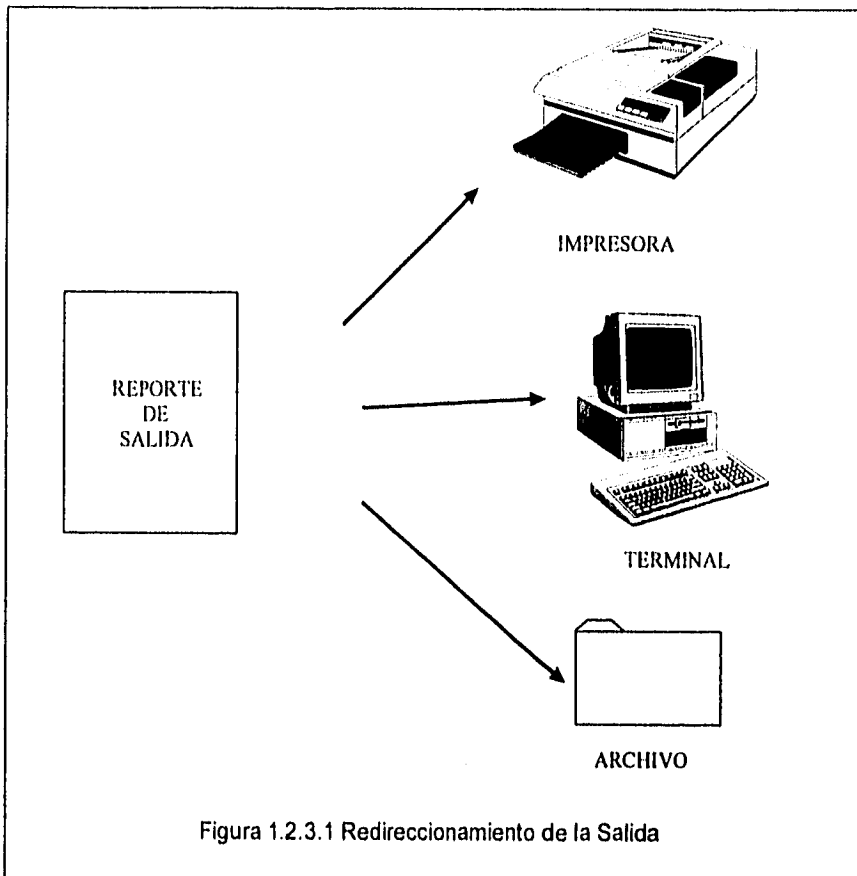 IMPRESORA
REPORTE
DE
SALIDA
TERMINAL
ARCHIVO
Figura 1.2.3.1 Redireccionamiento de la Salida